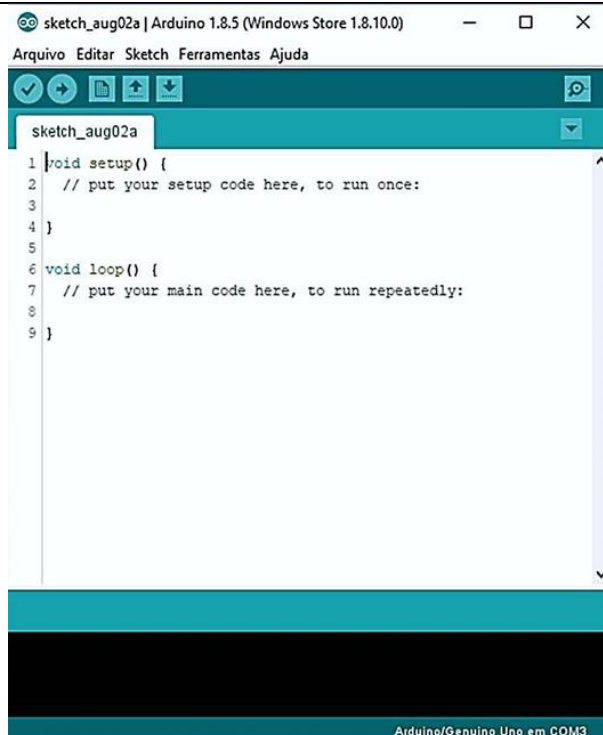 sketch_aug02a | Arduino 1.8.5 (Windows Store 1.8.10.0)
Arquivo Editar Sketch Ferramentas Ajuda
sketch_aug02a
1 void setup() {
2 // put your setup code here, to run once:
3
4 }
5
6 void loop() {
7 // put your main code here, to run repeatedly:
8
9 }
Arduino/Genuino Uno em COM3